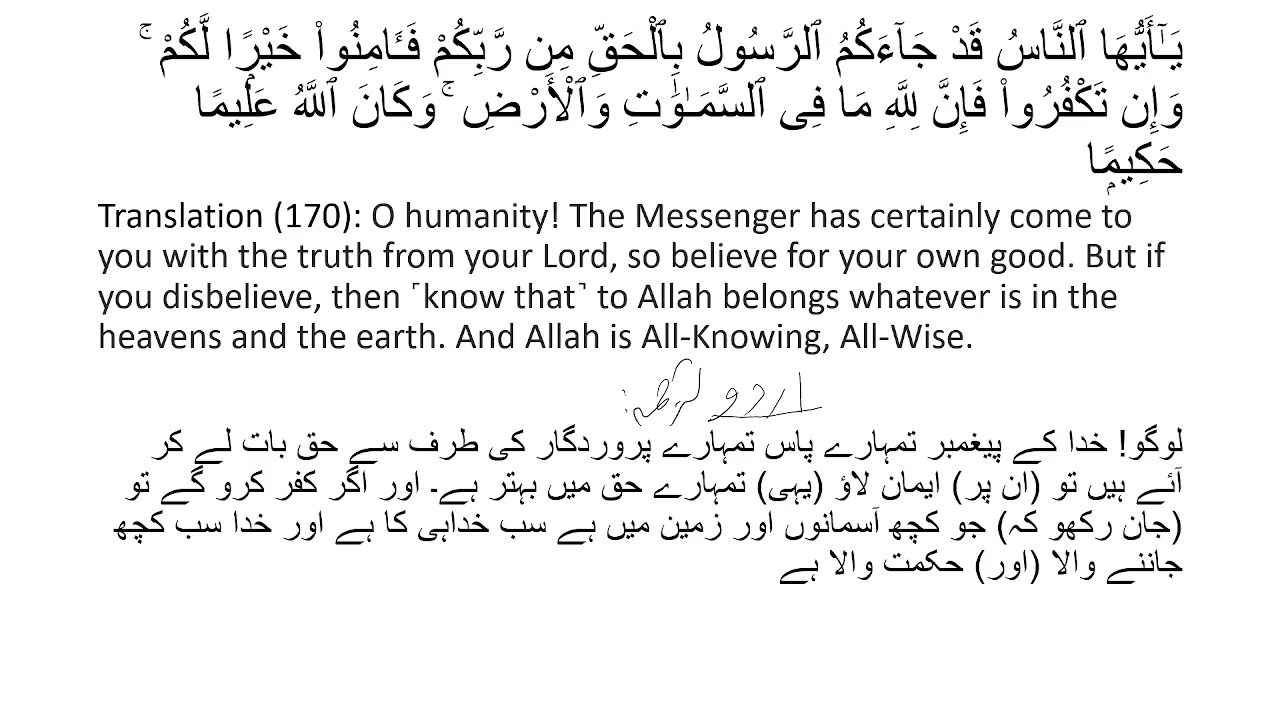 يَـٰٓأَيُّهَا ٱلنَّاسُ قَدْ جَآءَكُمُ ٱلرَّسُولُ بِٱلْحَقِّ مِن رَّبِّكُمْ فَـَٔامِنُوا۟ خَيْرًۭا لَّكُمْ ۚ
وَإِن تَكْفُرُوا۟ فَإِنَّ لِلَّهِ مَا فِى ٱلسَّمَـٰوَٰتِ وَٱلْأَرْضِ ۚ وَكَانَ ٱللَّهُ عَلِيمًا
حَكِيمًۭا
Translation (170): O humanity! The Messenger has certainly come to
you with the truth from your Lord, so believe for your own good. But if
you disbelieve, then ˹know that˺ to Allah belongs whatever is in the
heavens and the earth. And Allah is All-Knowing, All-Wise.
اردو
لوگو! خدا کے پیغمبر تمہارے پاس تمہارے پروردگار کی طرف سے حق بات لے کر
آئے ہیں تو (ان پر) ایمان لاؤ (یہی) تمہارے حق میں بہتر ہے۔ اور اگر کفر کرو گے تو
(جان رکھو کہ) جو کچھ آسمانوں اور زمین میں ہے سب خداہی کا ہے اور خدا سب کچھ
جاننے والا (اور) حکمت والا ہے